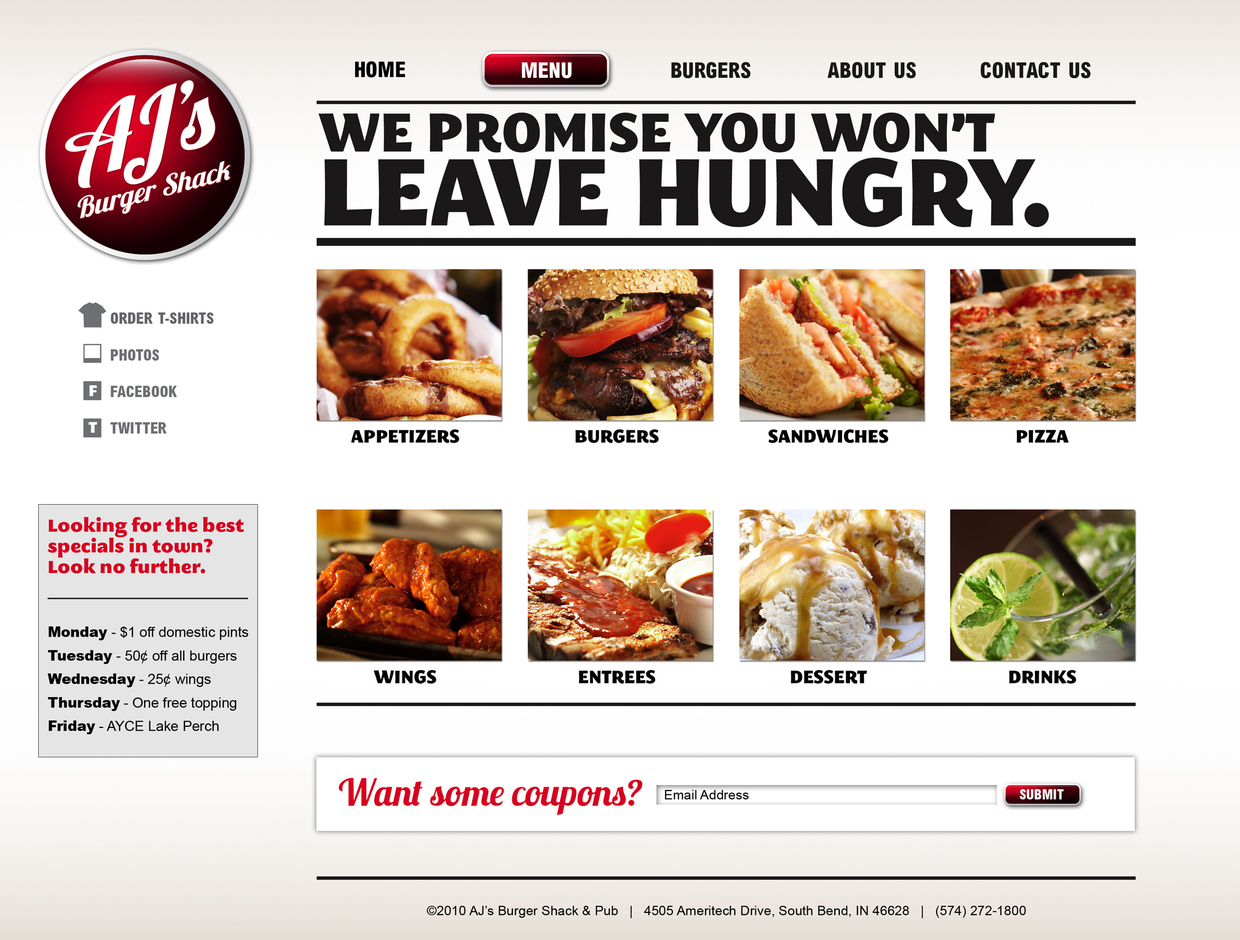 AJ's
Burger Shack
HOME MENU BURGERS ABOUT US CONTACT US
WE PROMISE YOU WON'T
LEAVE HUNGRY.
ORDER T-SHIRTS
PHOTOS
F FACEBOOK
T TWITTER
APPETIZERS BURGERS SANDWICHES PIZZA
WINGS ENTREES DESSERT DRINKS
Looking for the best
specials in town?
Look no further.
Monday - $1 off domestic pints
Tuesday - 50¢ off all burgers
Wednesday - 25¢ wings
Thursday - One free topping
Friday - AYCE Lake Perch
Want some coupons? Email Address SUBMIT
©2010 AJ's Burger Shack & Pub | 4505 Ameritech Drive, South Bend, IN 46628 | (574) 272-1800